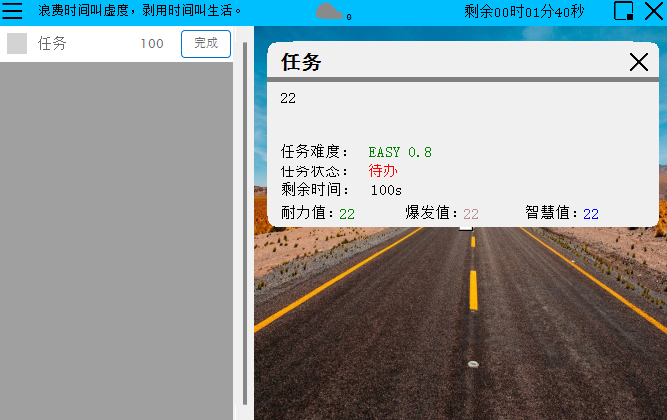 浪费时间叫虚度，剥用时间叫生活。
0
剩余00时01分40秒
任务
100
完成
任务
22
任务难度： EASY 0.8
任务状态： 待办
剩余时间： 100s
耐力值：22 爆发值：22 智慧值：22